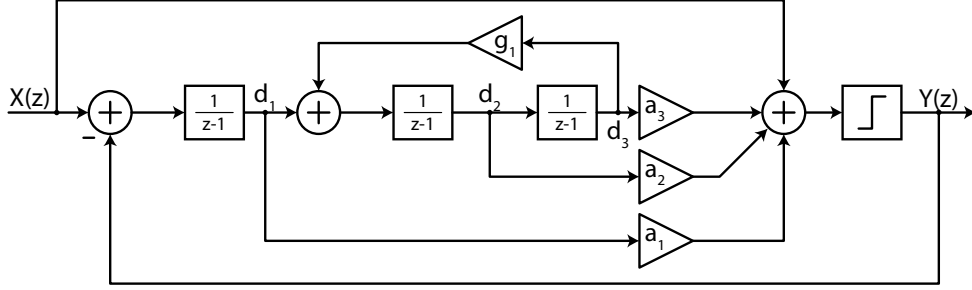 g₁
X(z)
1
z-1
d₁
1
z-1
d₂
1
z-1
d₃
a₃
Y(z)
a₂
a₁